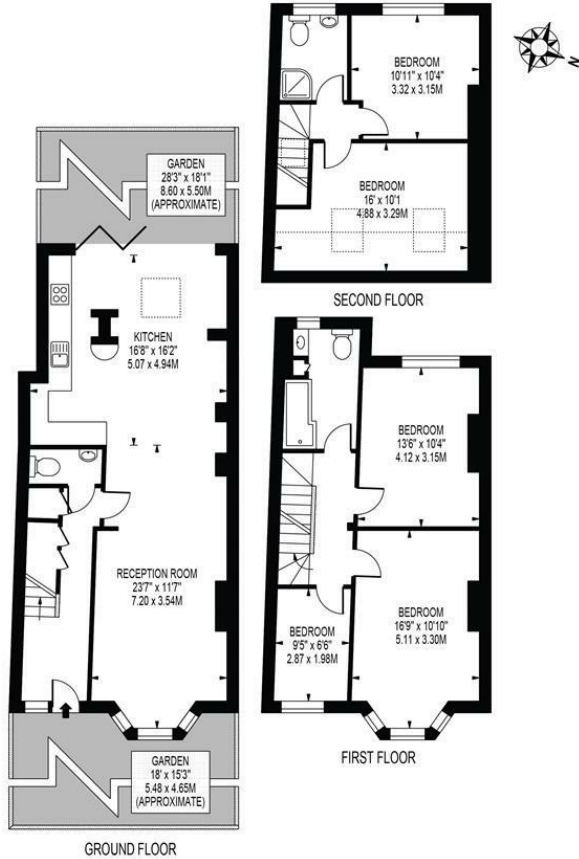 N
BEDROOM
10'11" x 10'4"
3.32 x 3.15M
BEDROOM
16' x 10'1
4.88 x 3.29M
SECOND FLOOR
GARDEN
28'3" x 18'1"
8.60 x 5.50M
(APPROXIMATE)
KITCHEN
16'8" x 16'2"
5.07 x 4.94M
RECEPTION ROOM
23'7" x 11'7"
7.20 x 3.54M
GARDEN
18' x 15'3"
5.48 x 4.65M
(APPROXIMATE)
GROUND FLOOR
BEDROOM
13'6" x 10'4"
4.12 x 3.15M
BEDROOM
9'5" x 6'6"
2.87 x 1.98M
BEDROOM
16'9" x 10'10"
5.11 x 3.30M
FIRST FLOOR